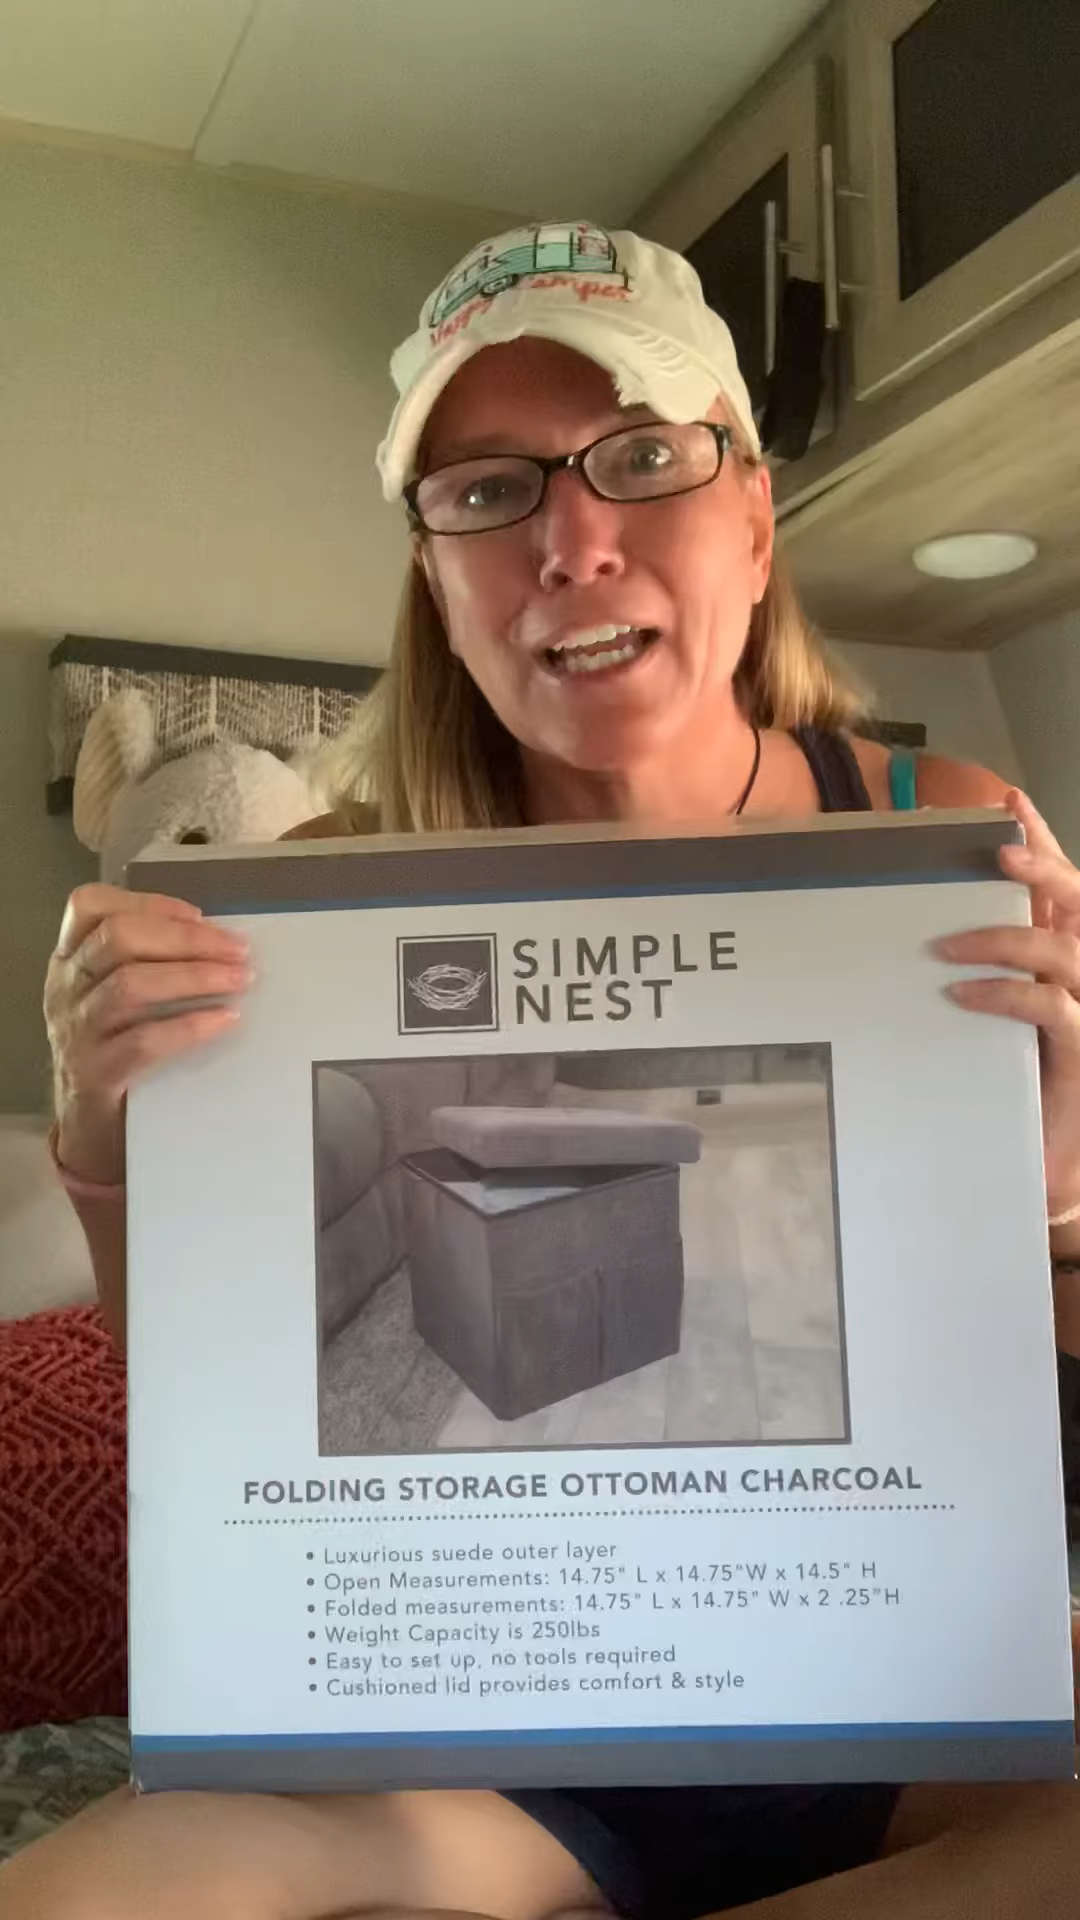 Happy Camper
SIMPLE
NEST
FOLDING STORAGE OTTOMAN CHARCOAL
• Luxurious suede outer layer
• Open Measurements: 14.75" L x 14.75"W x 14.5" H
• Folded measurements: 14.75" L x 14.75" W x 2 .25"H
• Weight Capacity is 250lbs
• Easy to set up, no tools required
• Cushioned lid provides comfort & style